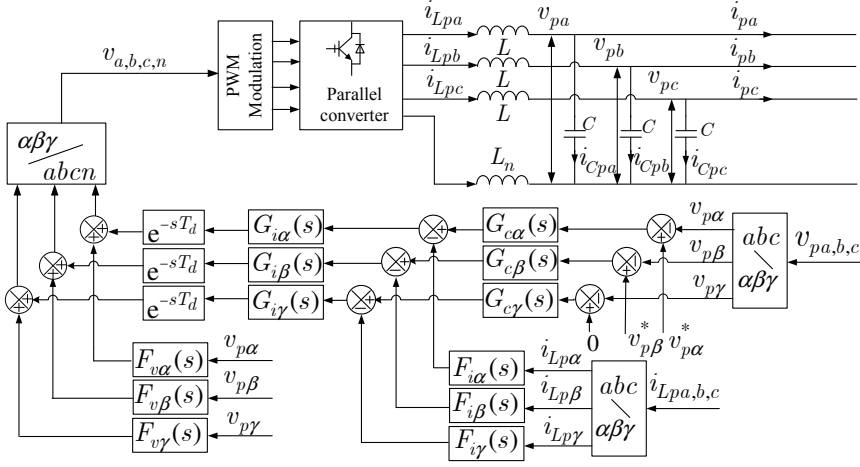 i_{Lpa} v_{pa} i_{pa}
L
v_{a,b,c,n} PWM Modulation Parallel converter i_{Lpb} v_{pb} i_{pb}
L
i_{Lpc} v_{pc} i_{pc}
L
C C C
αβγ
abcn
L_n i_{Cpa} i_{Cpb} i_{Cpc}
e^{-sT_d} G_{iα}(s) G_{cα}(s) v_{pα}
e^{-sT_d} G_{iβ}(s) G_{cβ}(s) v_{pβ} abc αβγ v_{pa,b,c}
e^{-sT_d} G_{iγ}(s) G_{cγ}(s) v_{pγ}
0 v^*_{pβ} v^*_{pα}
F_{vα}(s) v_{pα} F_{iα}(s) i_{Lpα}
F_{vβ}(s) v_{pβ} F_{iβ}(s) i_{Lpβ} abc αβγ i_{Lpa,b,c}
F_{vγ}(s) v_{pγ} F_{iγ}(s) i_{Lpγ}